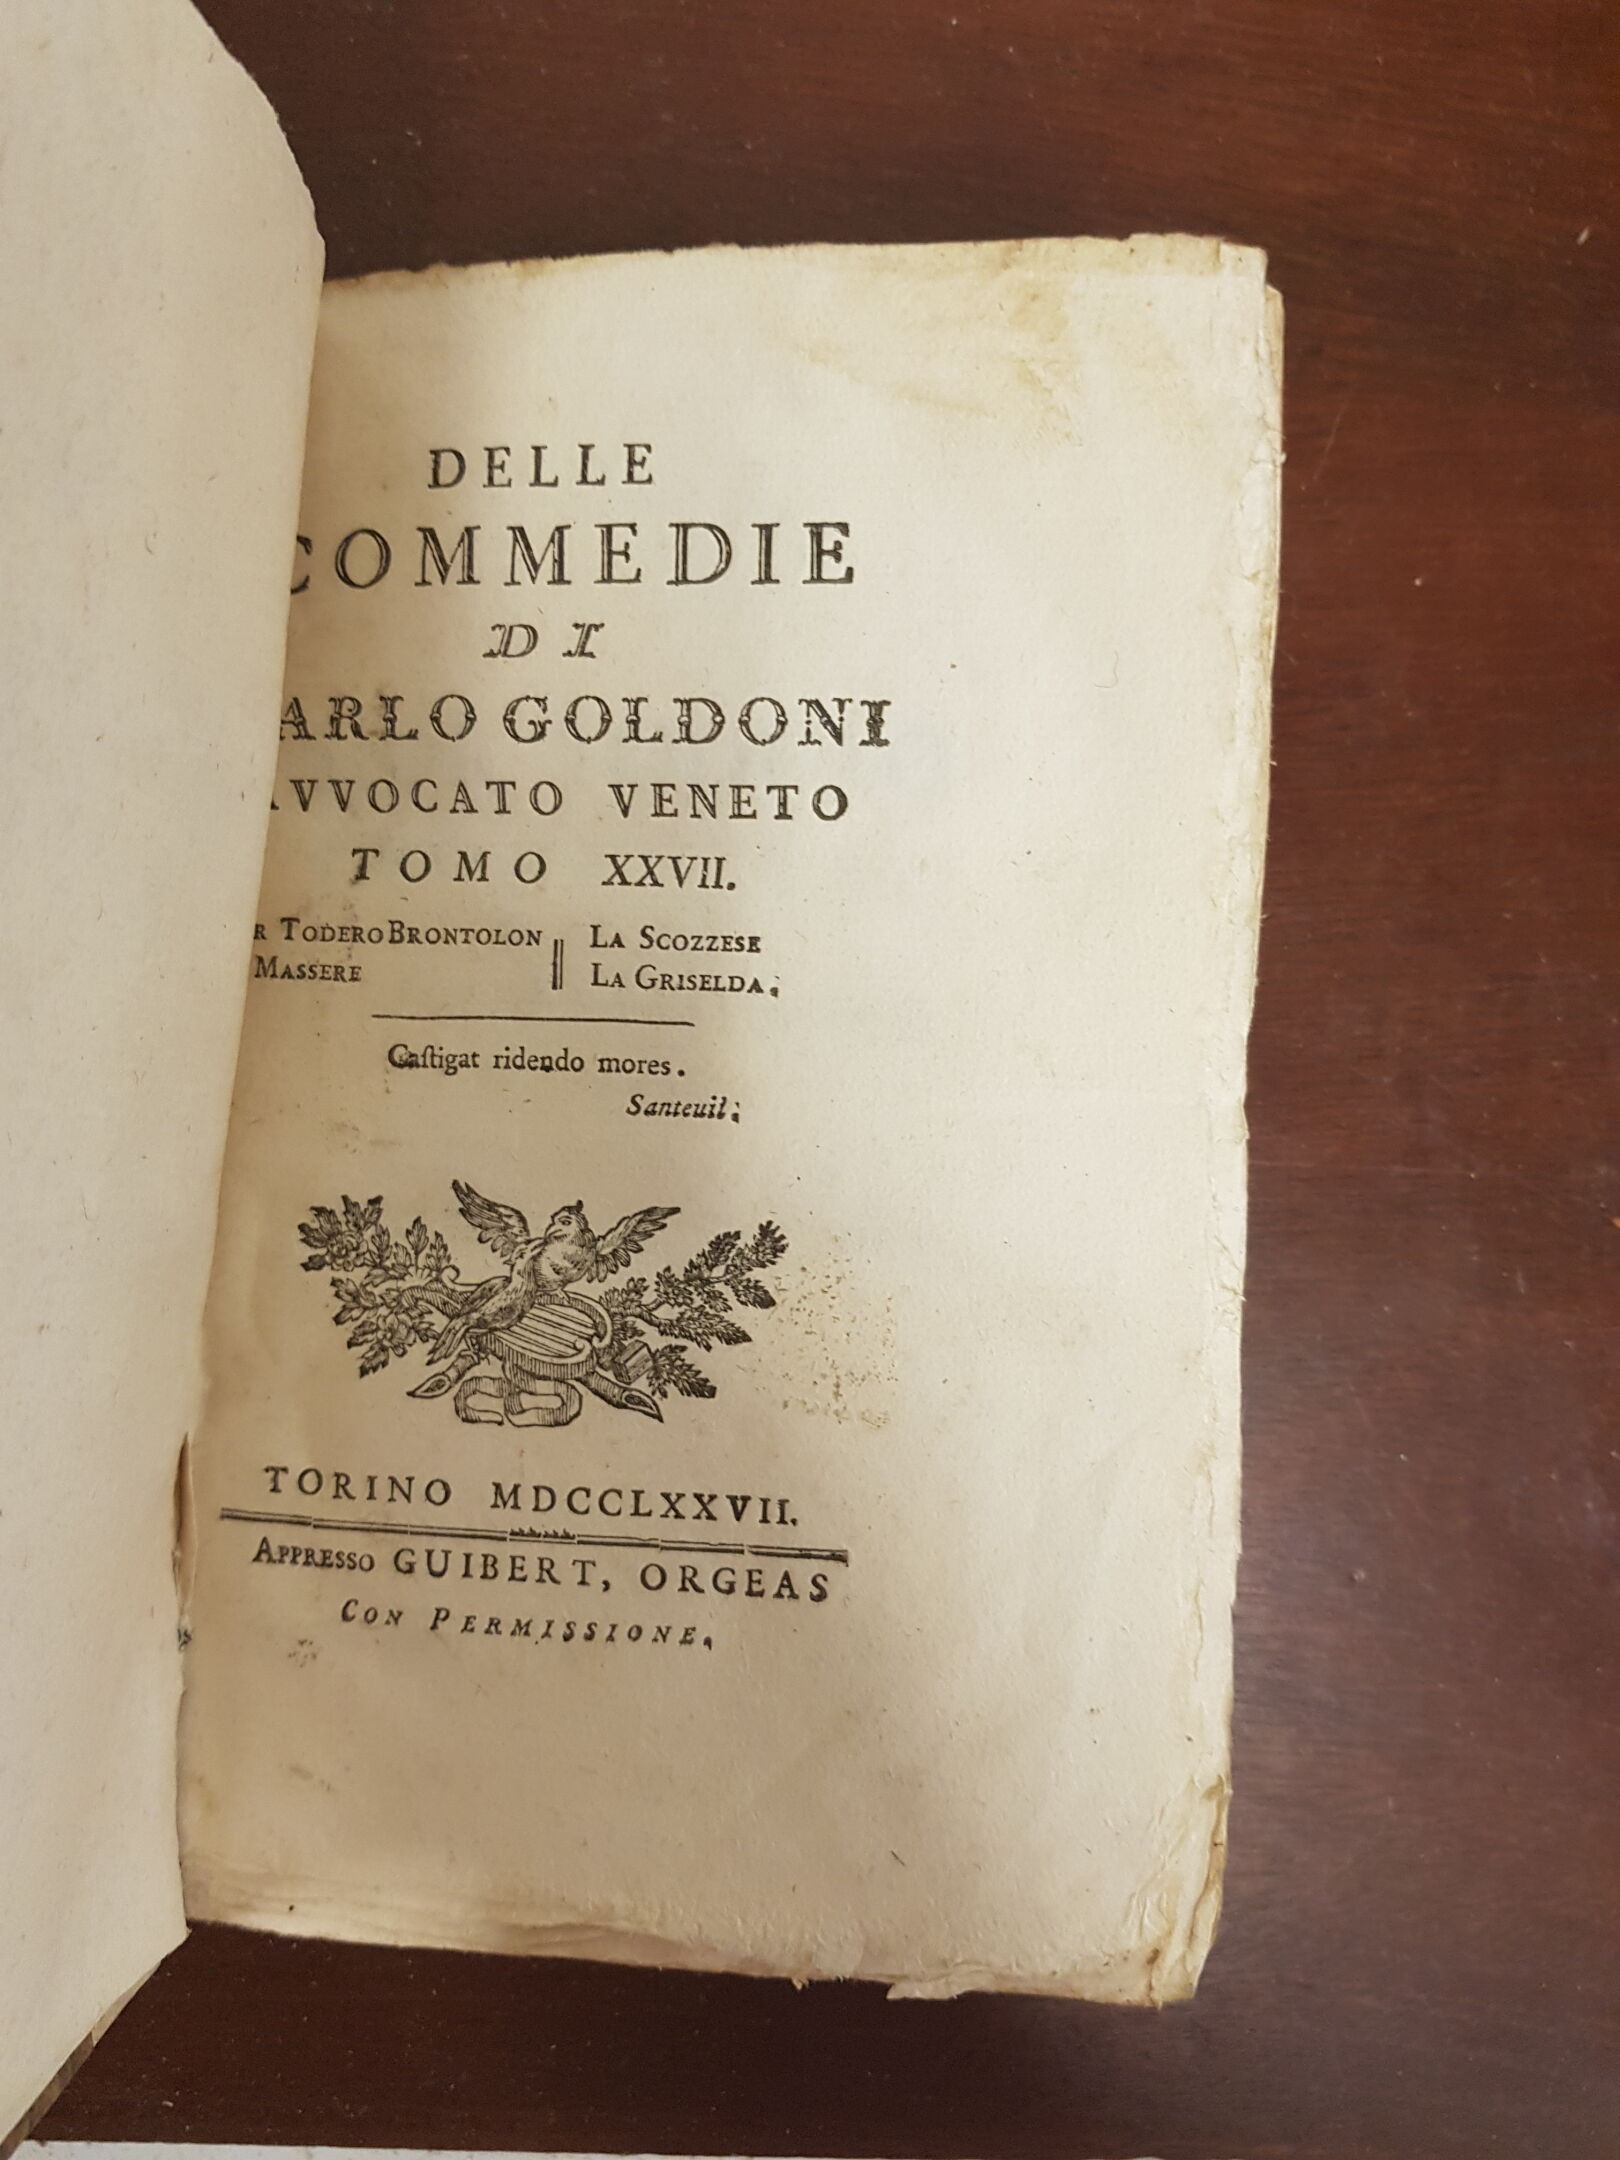 DELLE
COMMEDIE
DI
ARLO GOLDONI
AVVOCATO VENETO
TOMO XXVII.
R TODERO BRONTOLON
MASSERE
LA SCOZZESE
LA GRISELDA.
Caſtigat ridendo mores.
Santeuil.
TORINO MDCCLXXVII.
APPRESSO GUIBERT, ORGEAS
CON PERMISSIONE.